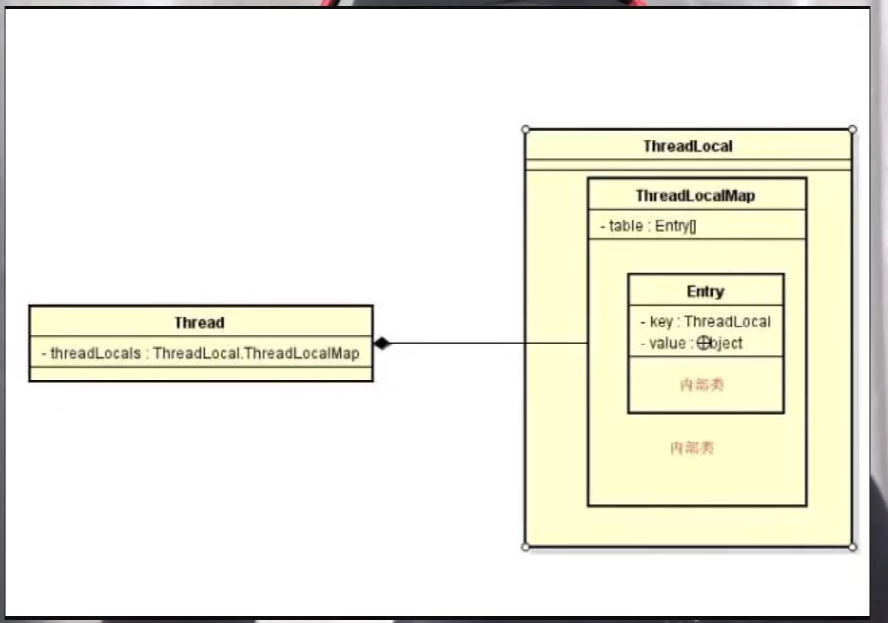 ThreadLocal
ThreadLocalMap
- table : Entry[]
Entry
- key : ThreadLocal
- value : Object
内部类
内部类
Thread
- threadLocals : ThreadLocal.ThreadLocalMap